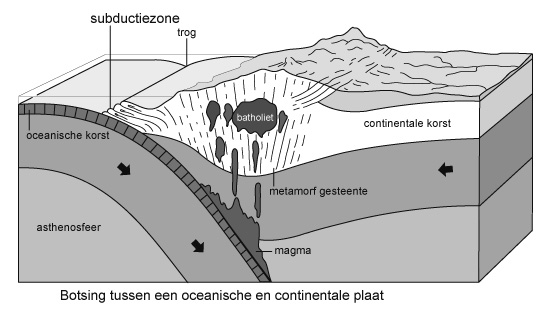 subductiezone
trog
batholiet
continentale korst
oceanische korst
metamorf gesteente
asthenosfeer
magma
Botsing tussen een oceanische en continentale plaat